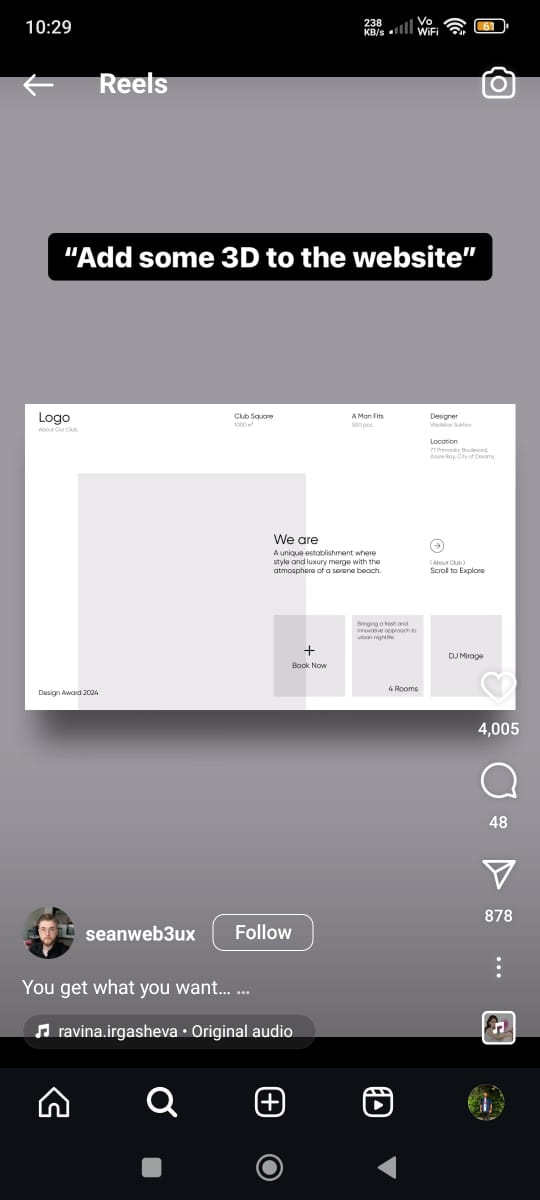 10:29
238
KB/s
Vo
WiFi
61
Reels
“Add some 3D to the website”
Logo
About Our Club
Club Square
1000 m²
A Man Fits
500 pcs.
Designer
Location
77 Primorsky Boulevard,
Azure Bay, City of Dreams
We are
A unique establishment where
style and luxury merge with the
atmosphere of a serene beach.
( About Club )
Scroll to Explore
+
Book Now
Bringing a fresh and
innovative approach to
urban nightlife.
4 Rooms
DJ Mirage
Design Award 2024
4,005
48
878
seanweb3ux
Follow
You get what you want... ...
ravina.irgasheva • Original audio